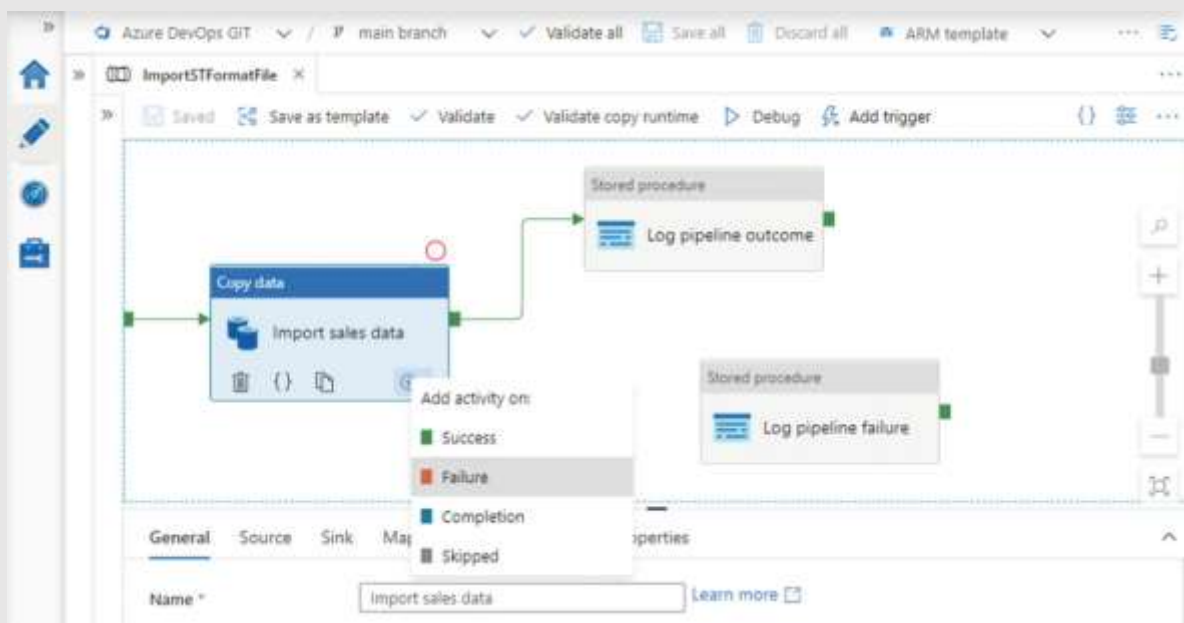 Azure DevOps GIT / main branch Validate all Save all Discard all ARM template
ImportSTFormatFile
Saved Save as template Validate Validate copy runtime Debug Add trigger
Stored procedure
Log pipeline outcome
Copy data
Import sales data
Stored procedure
Log pipeline failure
Add activity on:
Success
Failure
Completion
Skipped
General Source Sink
Name *
Import sales data
Learn more